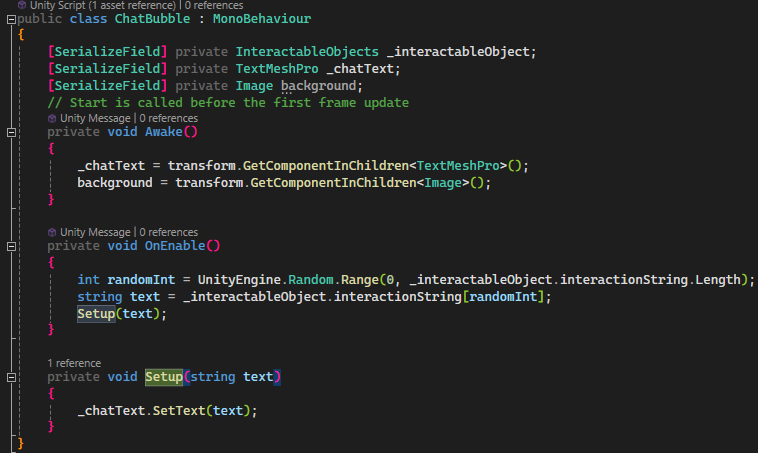 Unity Script (1 asset reference) | 0 references
public class ChatBubble : MonoBehaviour
{
[SerializeField] private InteractableObjects _interactableObject;
[SerializeField] private TextMeshPro _chatText;
[SerializeField] private Image background;
// Start is called before the first frame update
Unity Message | 0 references
private void Awake()
{
_chatText = transform.GetComponentInChildren<TextMeshPro>();
background = transform.GetComponentInChildren<Image>();
}
Unity Message | 0 references
private void OnEnable()
{
int randomInt = UnityEngine.Random.Range(0, _interactableObject.interactionString.Length);
string text = _interactableObject.interactionString[randomInt];
Setup(text);
}
1 reference
private void Setup(string text)
{
_chatText.SetText(text);
}
}